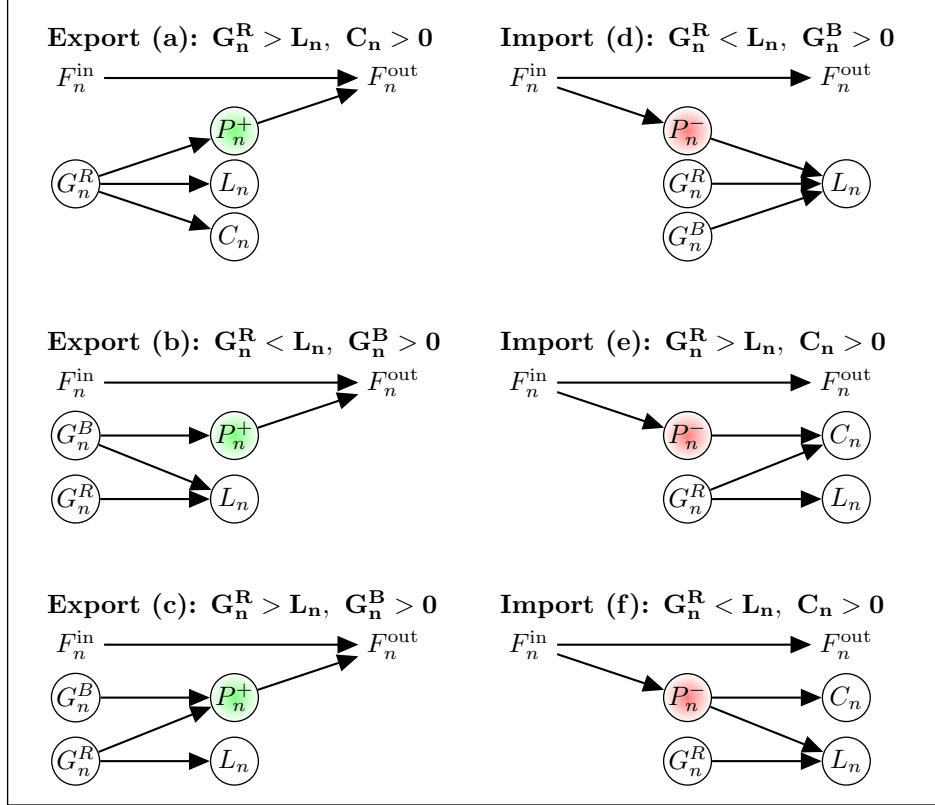 Export (a): G_n^R > L_n, C_n > 0
F_n^in F_n^out
P_n^+
G_n^R L_n
C_n
Import (d): G_n^R < L_n, G_n^B > 0
F_n^in F_n^out
P_n^-
G_n^R L_n
G_n^B
Export (b): G_n^R < L_n, G_n^B > 0
F_n^in F_n^out
G_n^B P_n^+
G_n^R L_n
Import (e): G_n^R > L_n, C_n > 0
F_n^in F_n^out
P_n^- C_n
G_n^R L_n
Export (c): G_n^R > L_n, G_n^B > 0
F_n^in F_n^out
G_n^B P_n^+
G_n^R L_n
Import (f): G_n^R < L_n, C_n > 0
F_n^in F_n^out
P_n^- C_n
G_n^R L_n